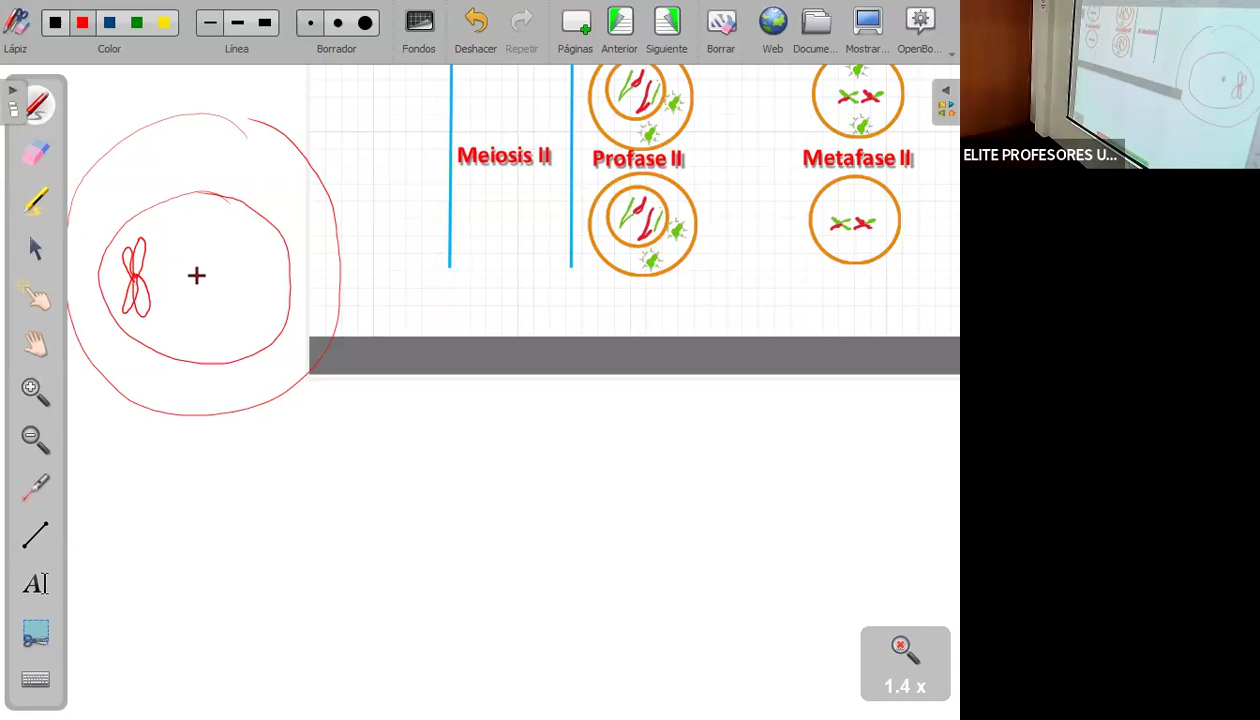 Lápiz Color Línea Borrador Fondos Deshacer Repetir Páginas Anterior Siguiente Borrar Web Docume... Mostrar... OpenBo...
Meiosis II Profase II Metafase II
ELITE PROFESORES U...
1.4 x